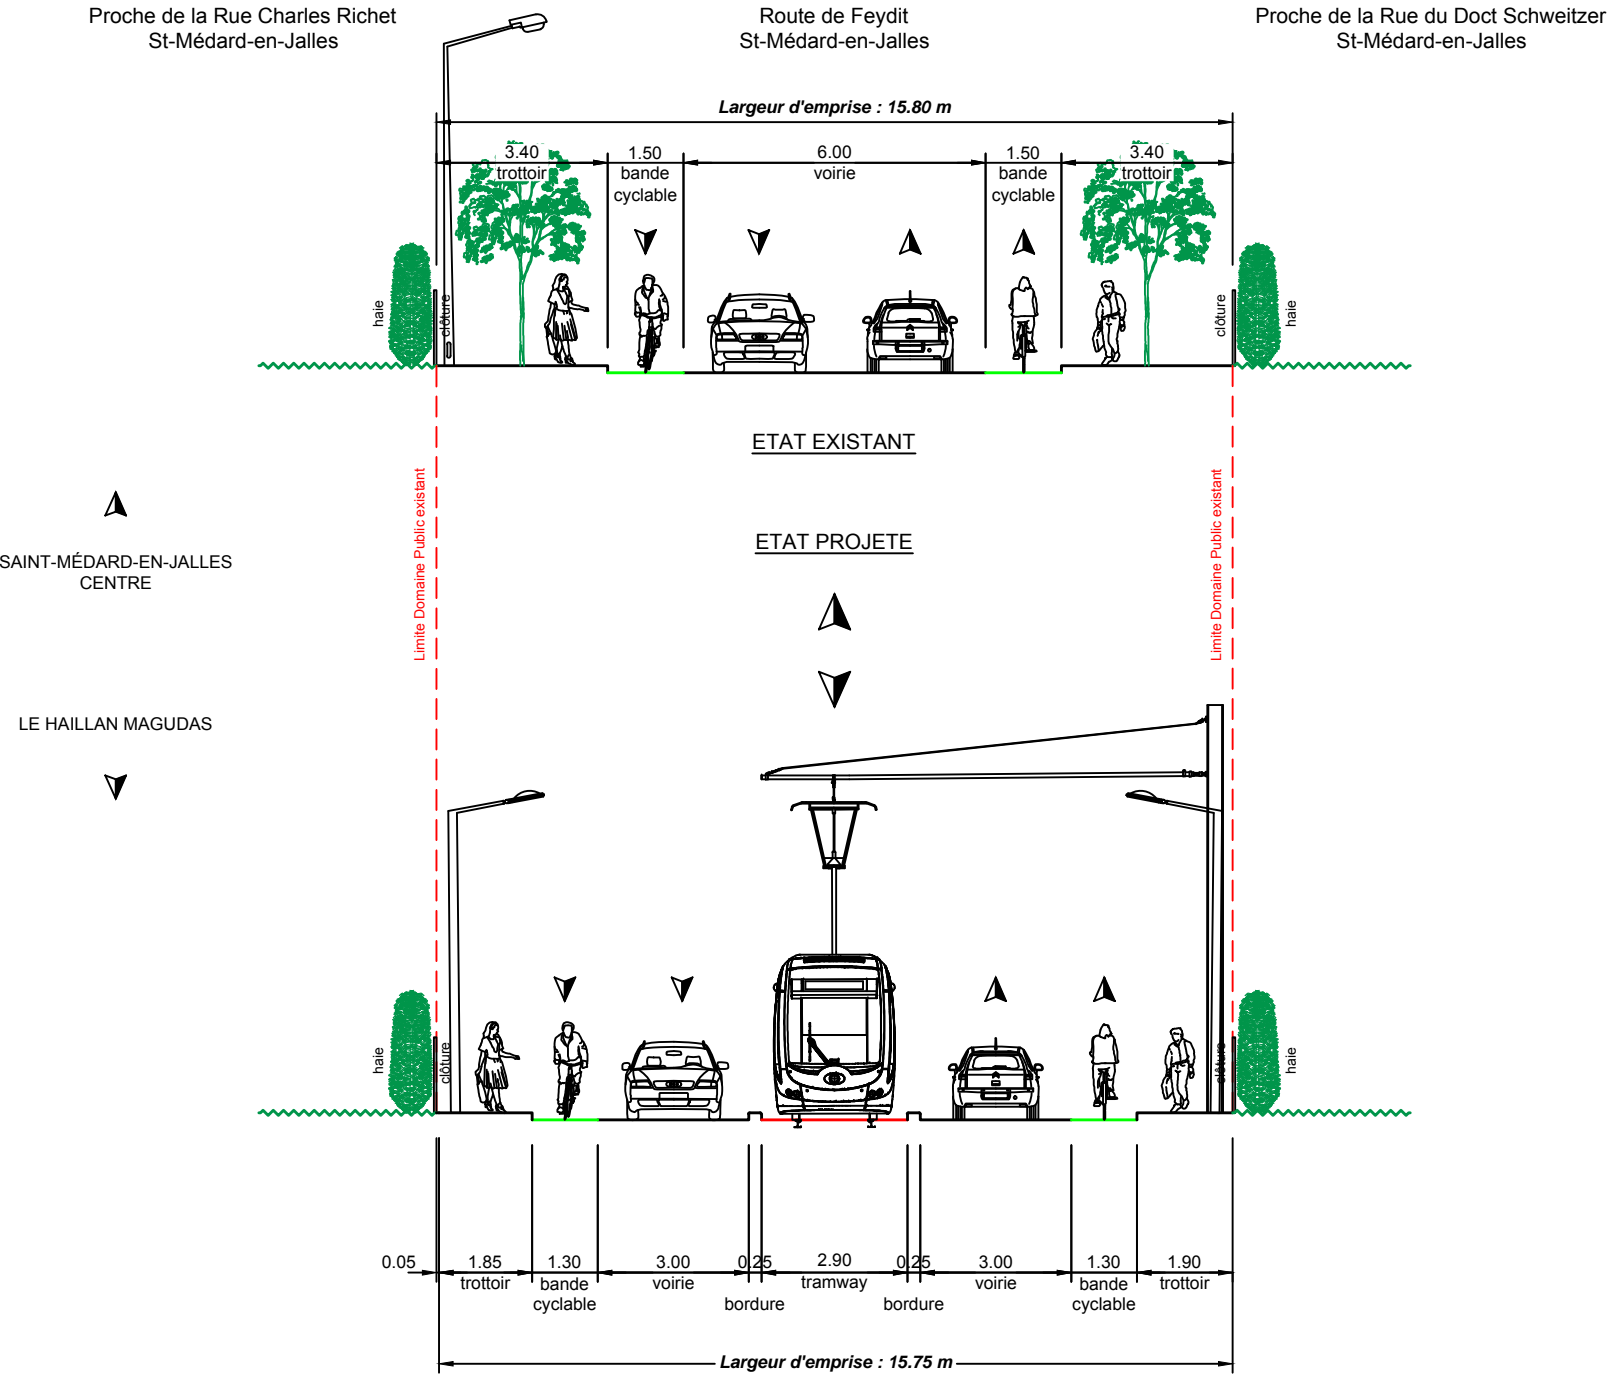 Proche de la Rue Charles Richet
St-Médard-en-Jalles
Route de Feydit
St-Médard-en-Jalles
Proche de la Rue du Doct Schweitzer
St-Médard-en-Jalles
Largeur d'emprise : 15.80 m
3.40
trottoir
1.50
bande
cyclable
6.00
voirie
1.50
bande
cyclable
3.40
trottoir
haie
clôture
clôture
haie
ETAT EXISTANT
Limite Domaine Public existant
Limite Domaine Public existant
ETAT PROJETE
SAINT-MÉDARD-EN-JALLES
CENTRE
LE HAILLAN MAGUDAS
haie
clôture
clôture
haie
0.05
1.85
trottoir
1.30
bande
cyclable
3.00
voirie
0.25
bordure
2.90
tramway
0.25
bordure
3.00
voirie
1.30
bande
cyclable
1.90
trottoir
Largeur d'emprise : 15.75 m